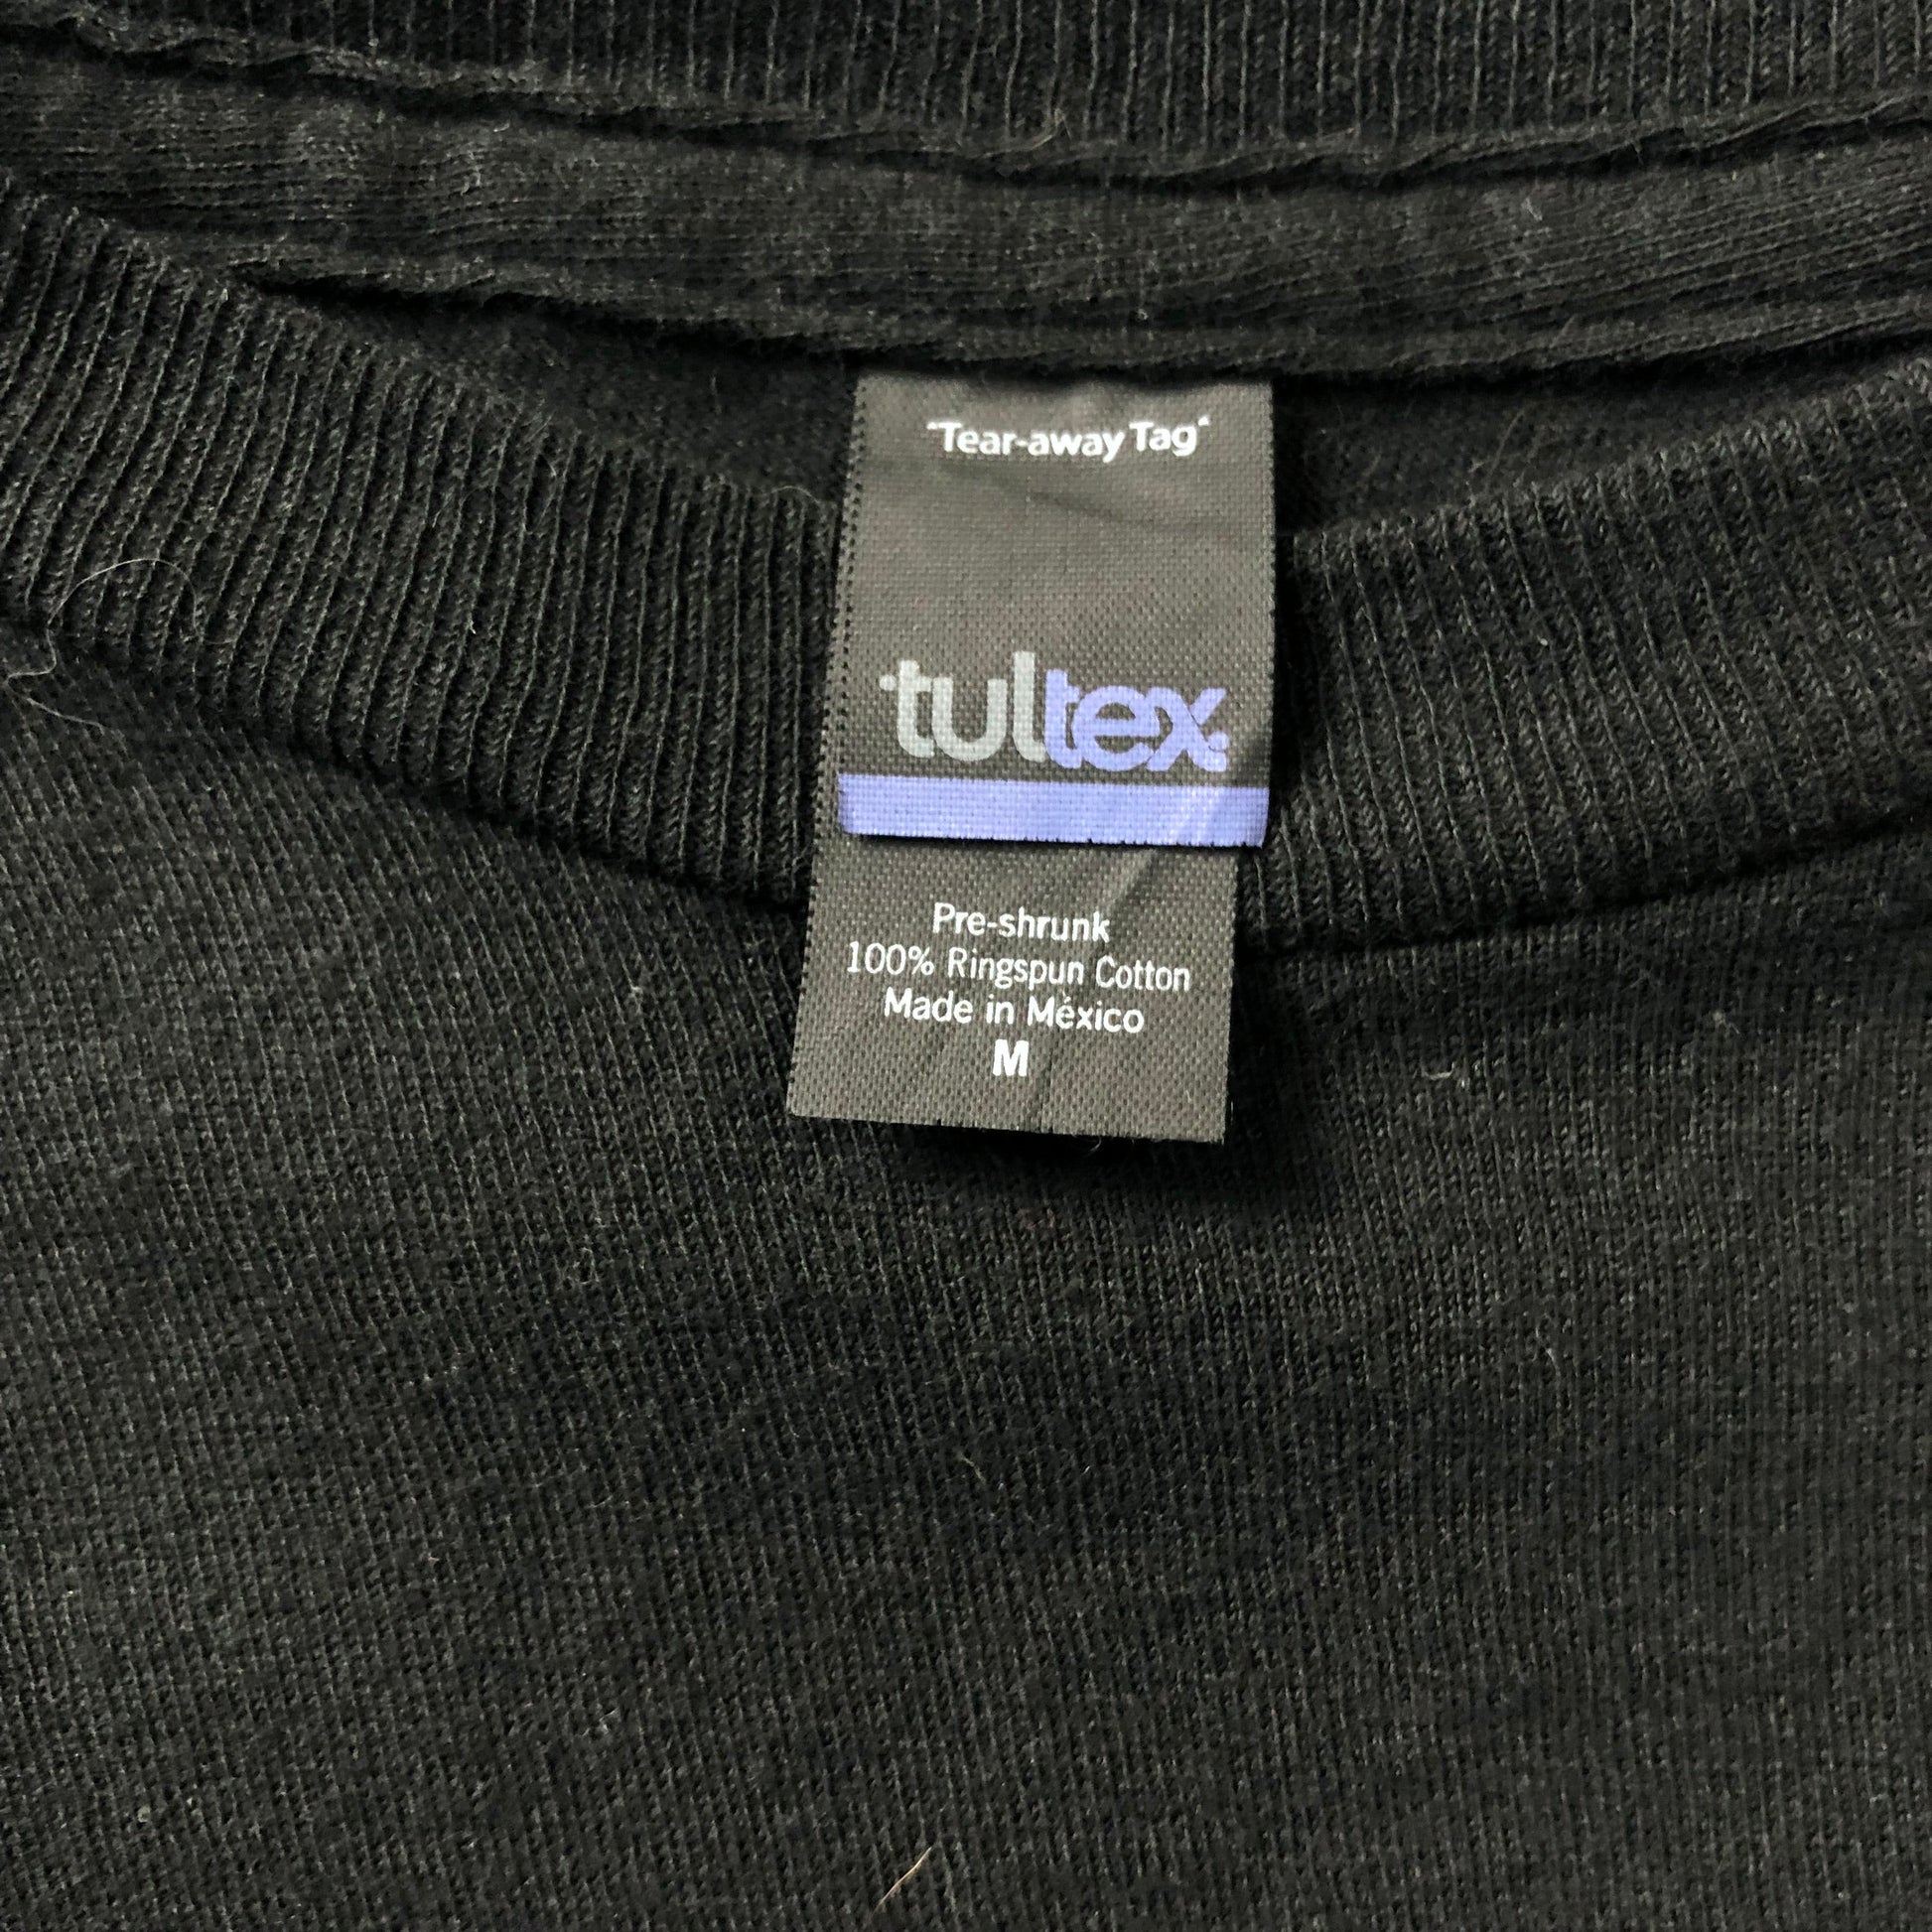 "Tear-away Tag"
tultex
Pre-shrunk
100% Ringspun Cotton
Made in México
M